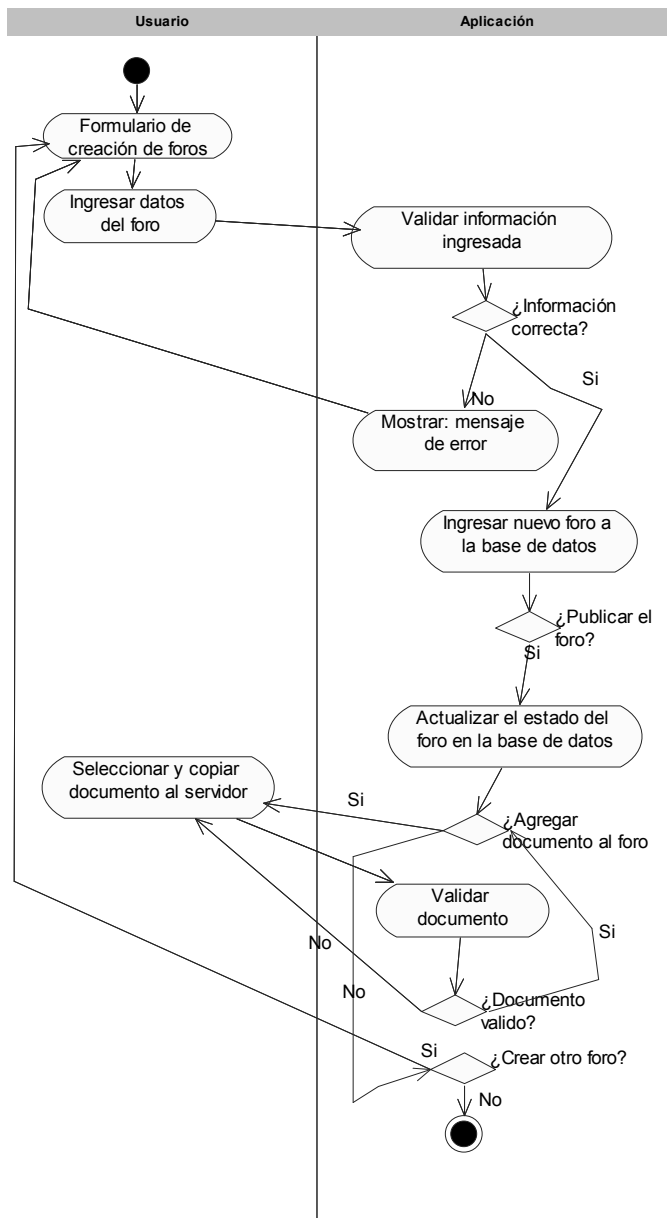 Usuario
Aplicación
Formulario de
creación de foros
Ingresar datos
del foro
Validar información
ingresada
¿Información
correcta?
Si
No
Mostrar: mensaje
de error
Ingresar nuevo foro a
la base de datos
¿Publicar el
foro?
Si
Actualizar el estado del
foro en la base de datos
Seleccionar y copiar
documento al servidor
Si
¿Agregar
documento al foro
Validar
documento
Si
No
No
¿Documento
valido?
Si
¿Crear otro foro?
No